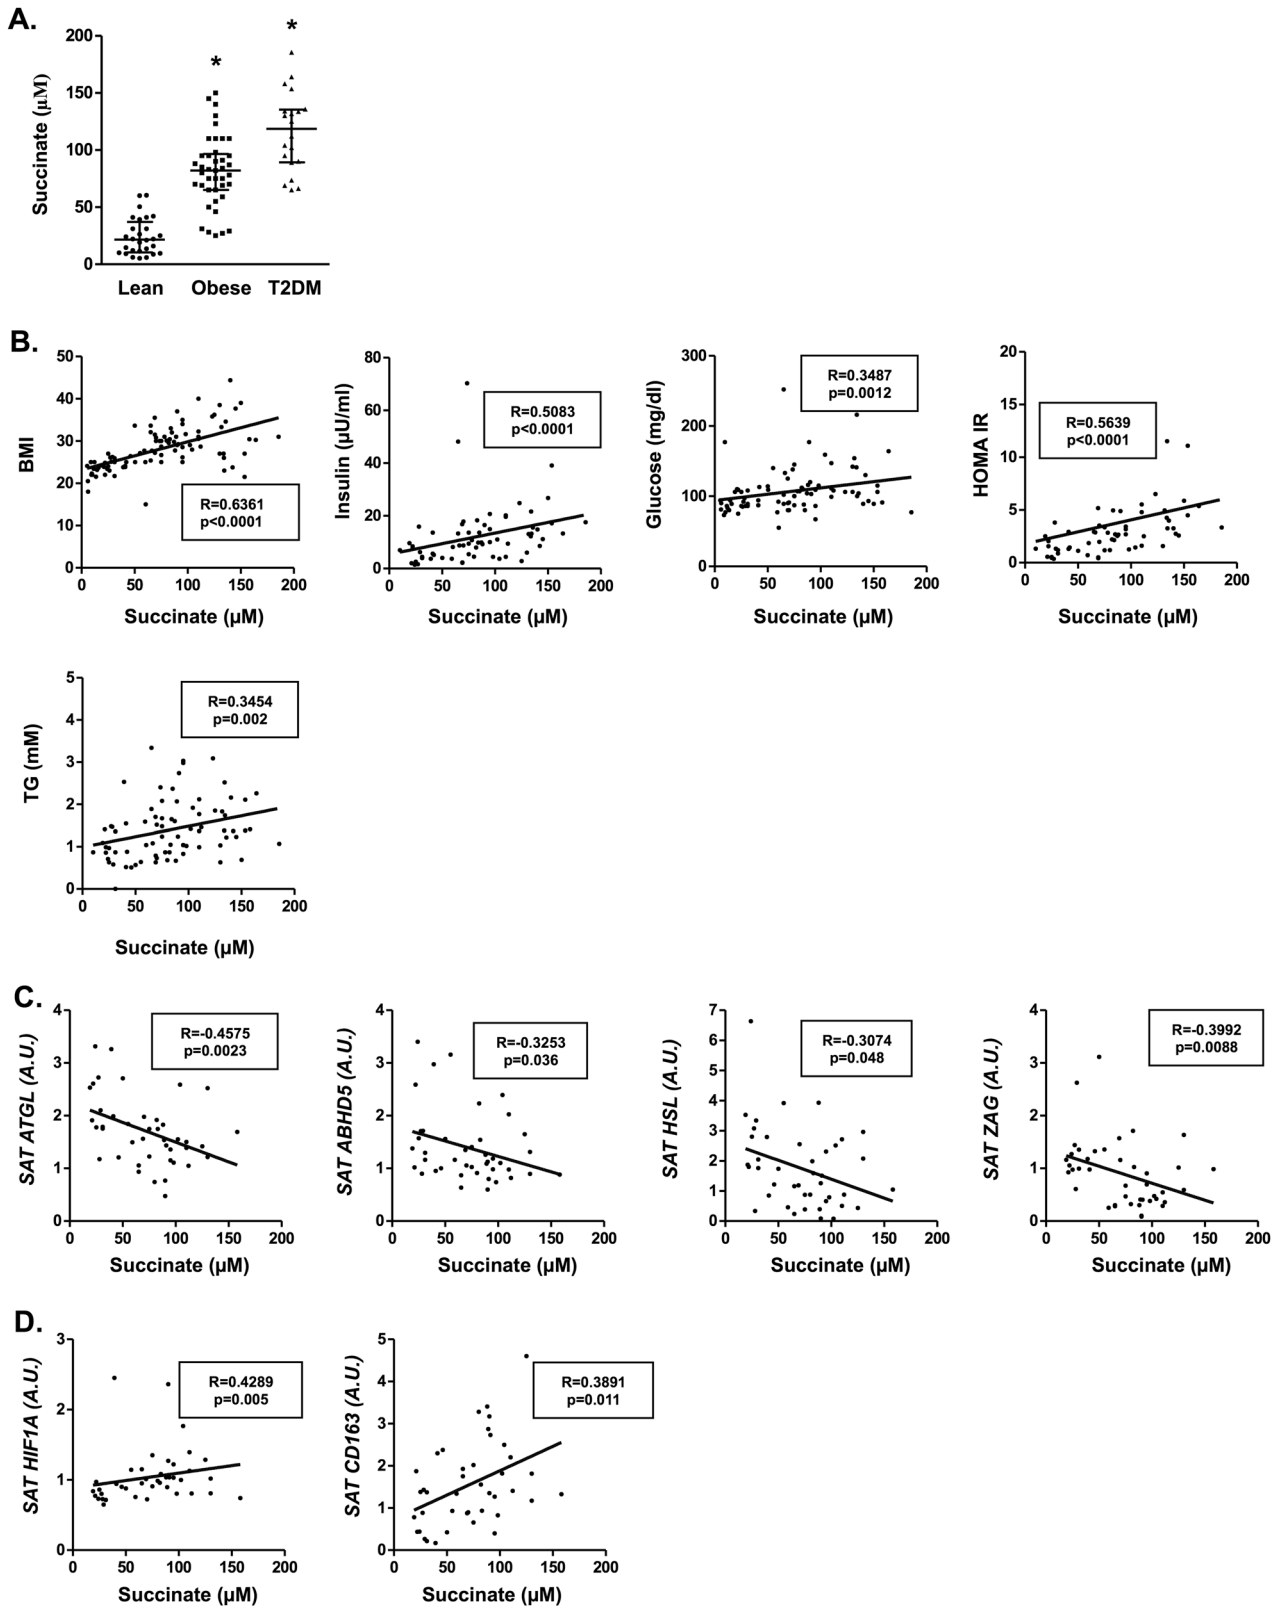 A.
*
*
200
150
100
50
0
Succinate (µM)
Lean Obese T2DM
B.
50
40
30
20
10
0
BMI
R=0.6361
p<0.0001
0 50 100 150 200
Succinate (µM)
80
60
40
20
0
Insulin (µU/ml)
R=0.5083
p<0.0001
0 50 100 150 200
Succinate (µM)
300
200
100
0
Glucose (mg/dl)
R=0.3487
p=0.0012
0 50 100 150 200
Succinate (µM)
20
15
10
5
0
HOMA IR
R=0.5639
p<0.0001
0 50 100 150 200
Succinate (µM)
5
4
3
2
1
0
TG (mM)
R=0.3454
p=0.002
0 50 100 150 200
Succinate (µM)
C.
4
3
2
1
0
SAT ATGL (A.U.)
R=-0.4575
p=0.0023
0 50 100 150 200
Succinate (µM)
4
3
2
1
0
SAT ABHD5 (A.U.)
R=-0.3253
p=0.036
0 50 100 150 200
Succinate (µM)
7
6
5
4
3
2
1
0
SAT HSL (A.U.)
R=-0.3074
p=0.048
0 50 100 150 200
Succinate (µM)
4
3
2
1
0
SAT ZAG (A.U.)
R=-0.3992
p=0.0088
0 50 100 150 200
Succinate (µM)
D.
3
2
1
0
SAT HIF1A (A.U.)
R=0.4289
p=0.005
0 50 100 150 200
Succinate (µM)
5
4
3
2
1
0
SAT CD163 (A.U.)
R=0.3891
p=0.011
0 50 100 150 200
Succinate (µM)